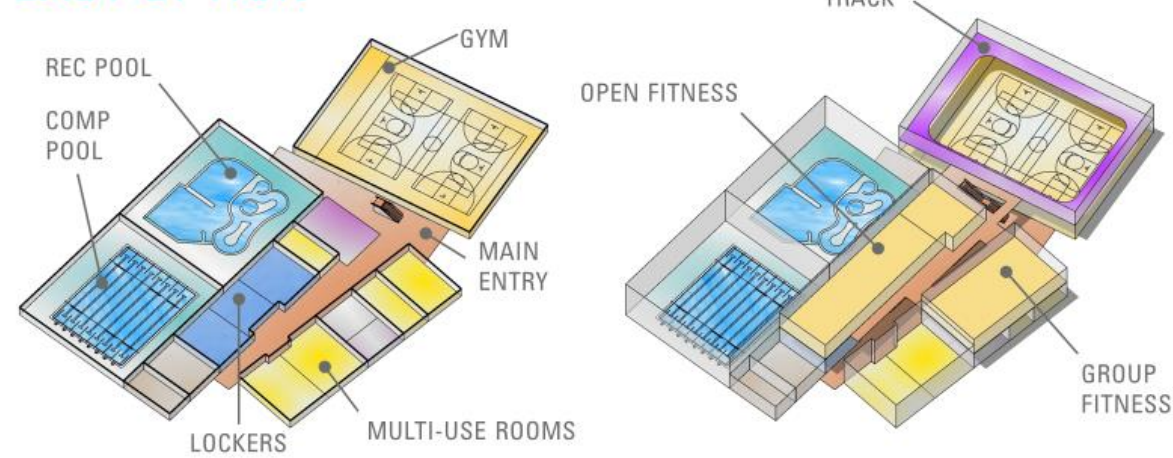 GYM
REC POOL
COMP
POOL
MAIN
ENTRY
LOCKERS
MULTI-USE ROOMS
TRACK
OPEN FITNESS
GROUP
FITNESS